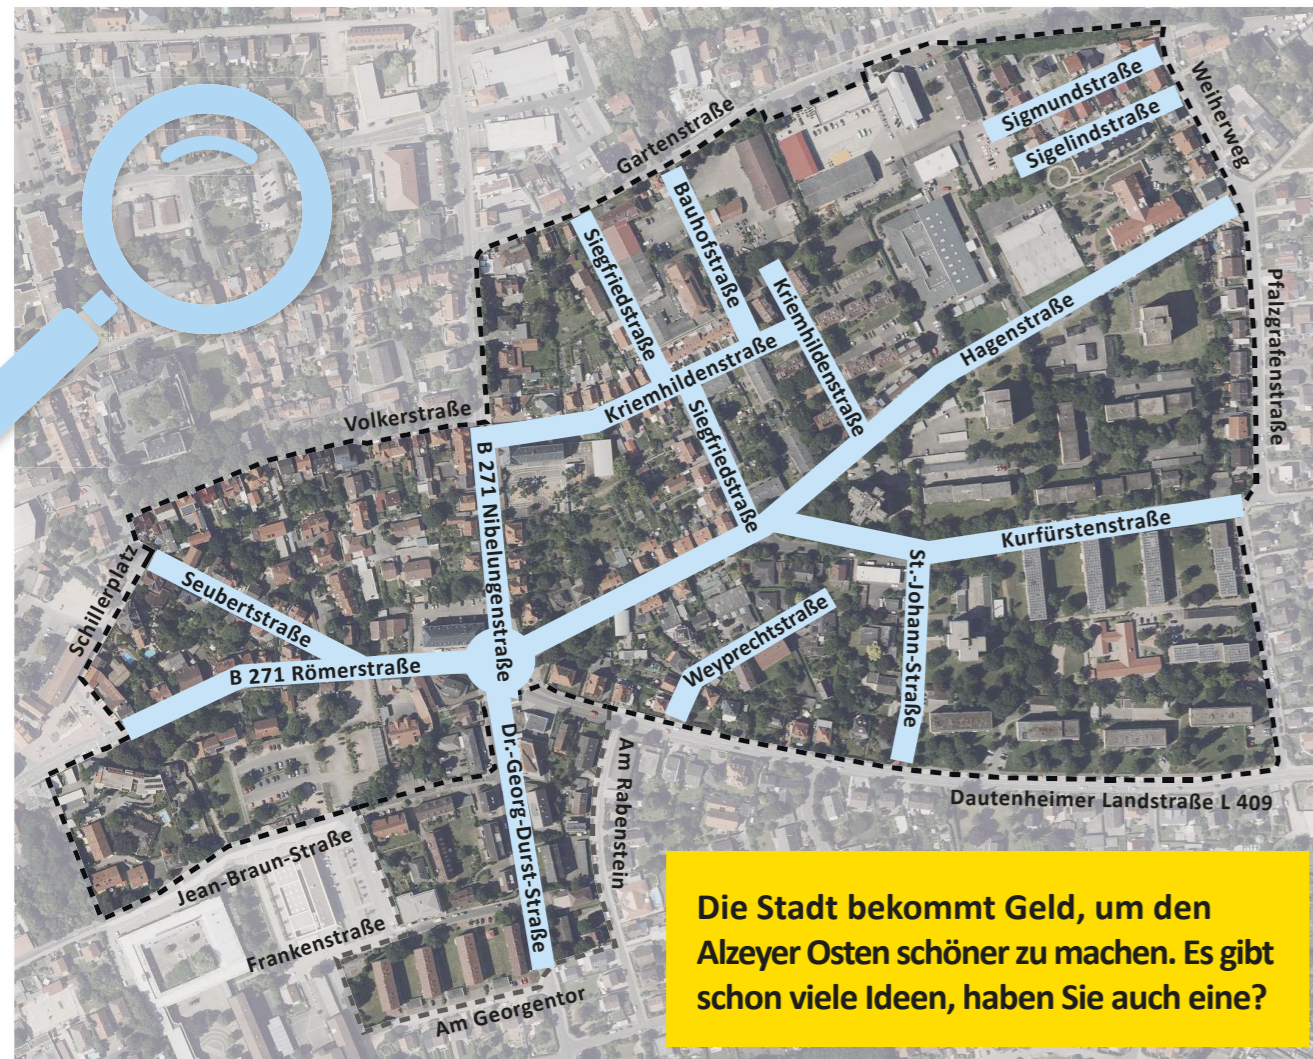 Sigmundstraße
Sigelindstraße
Weiherweg
Gartenstraße
Bauhofstraße
Siegfriedstraße
Kriemhildenstraße
Hagenstraße
Pfalzgrafenstraße
Kriemhildenstraße
Siegfriedstraße
Volkerstraße
B 271 Nibelungenstraße
Kurfürstenstraße
Schillerplatz
Seubertstraße
St.-Johann-Straße
Weyprechtstraße
B 271 Römerstraße
Dr.-Georg-Durst-Straße
Am Rabenstein
Dautenheimer Landstraße L 409
Jean-Braun-Straße
Frankenstraße
Am Georgentor
Die Stadt bekommt Geld, um den
Alzeyer Osten schöner zu machen. Es gibt
schon viele Ideen, haben Sie auch eine?